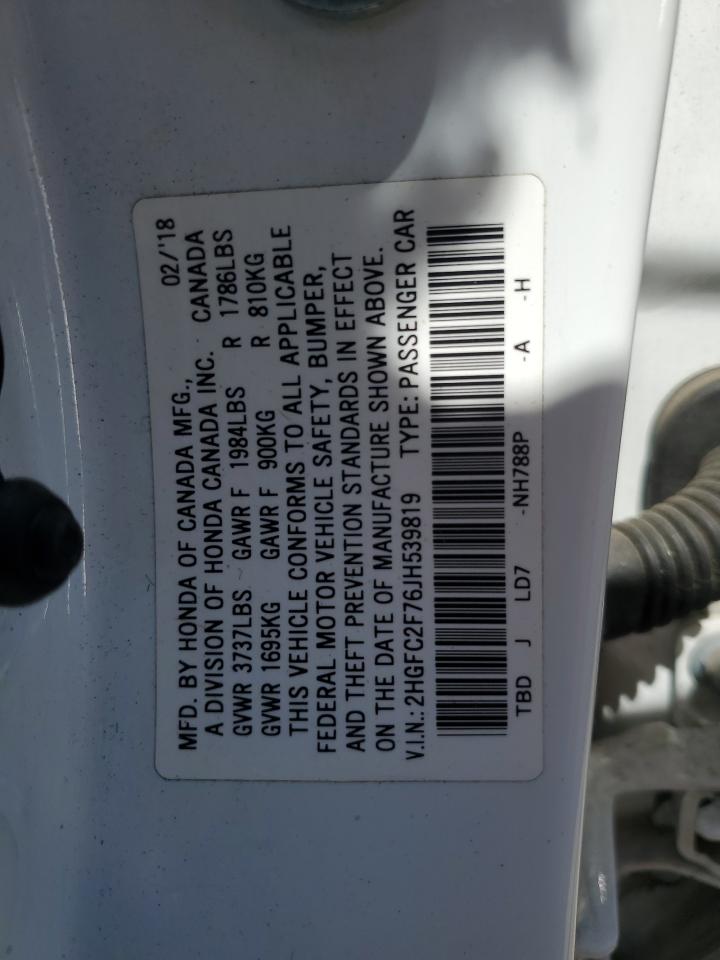 MFD. BY HONDA OF CANADA MFG., 02/'18
A DIVISION OF HONDA CANADA INC. CANADA
GVWR 3737LBS GAWR F 1984LBS R 1786LBS
GVWR 1695KG GAWR F 900KG R 810KG
THIS VEHICLE CONFORMS TO ALL APPLICABLE
FEDERAL MOTOR VEHICLE SAFETY, BUMPER,
AND THEFT PREVENTION STANDARDS IN EFFECT
ON THE DATE OF MANUFACTURE SHOWN ABOVE.
V.I.N.: 2HGFC2F76JH539819 TYPE: PASSENGER CAR
TBD J LD7 -NH788P -A -H